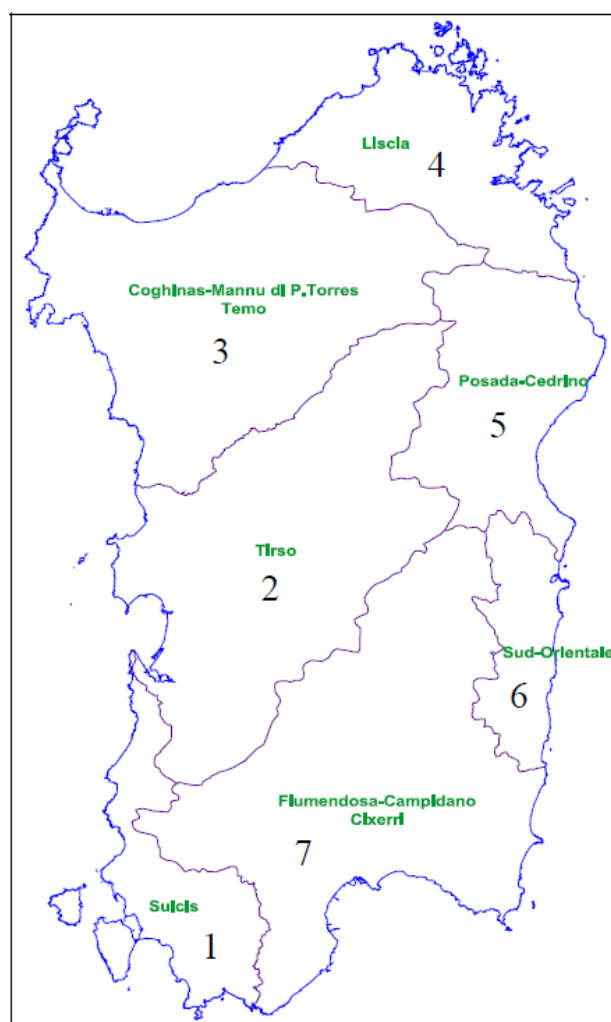 Liscia
4
Coghinas-Mannu di P.Torres
Temo
3
Posada-Cedrino
5
Tirso
2
Sud-Orientale
6
Flumendosa-Campidano
Cixerri
7
Sulcis
1